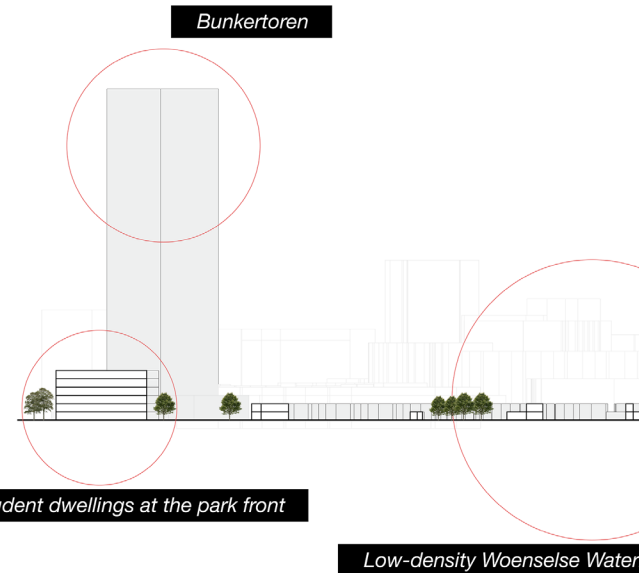 Bunkertoren
dent dwellings at the park front
Low-density Woenselse Water